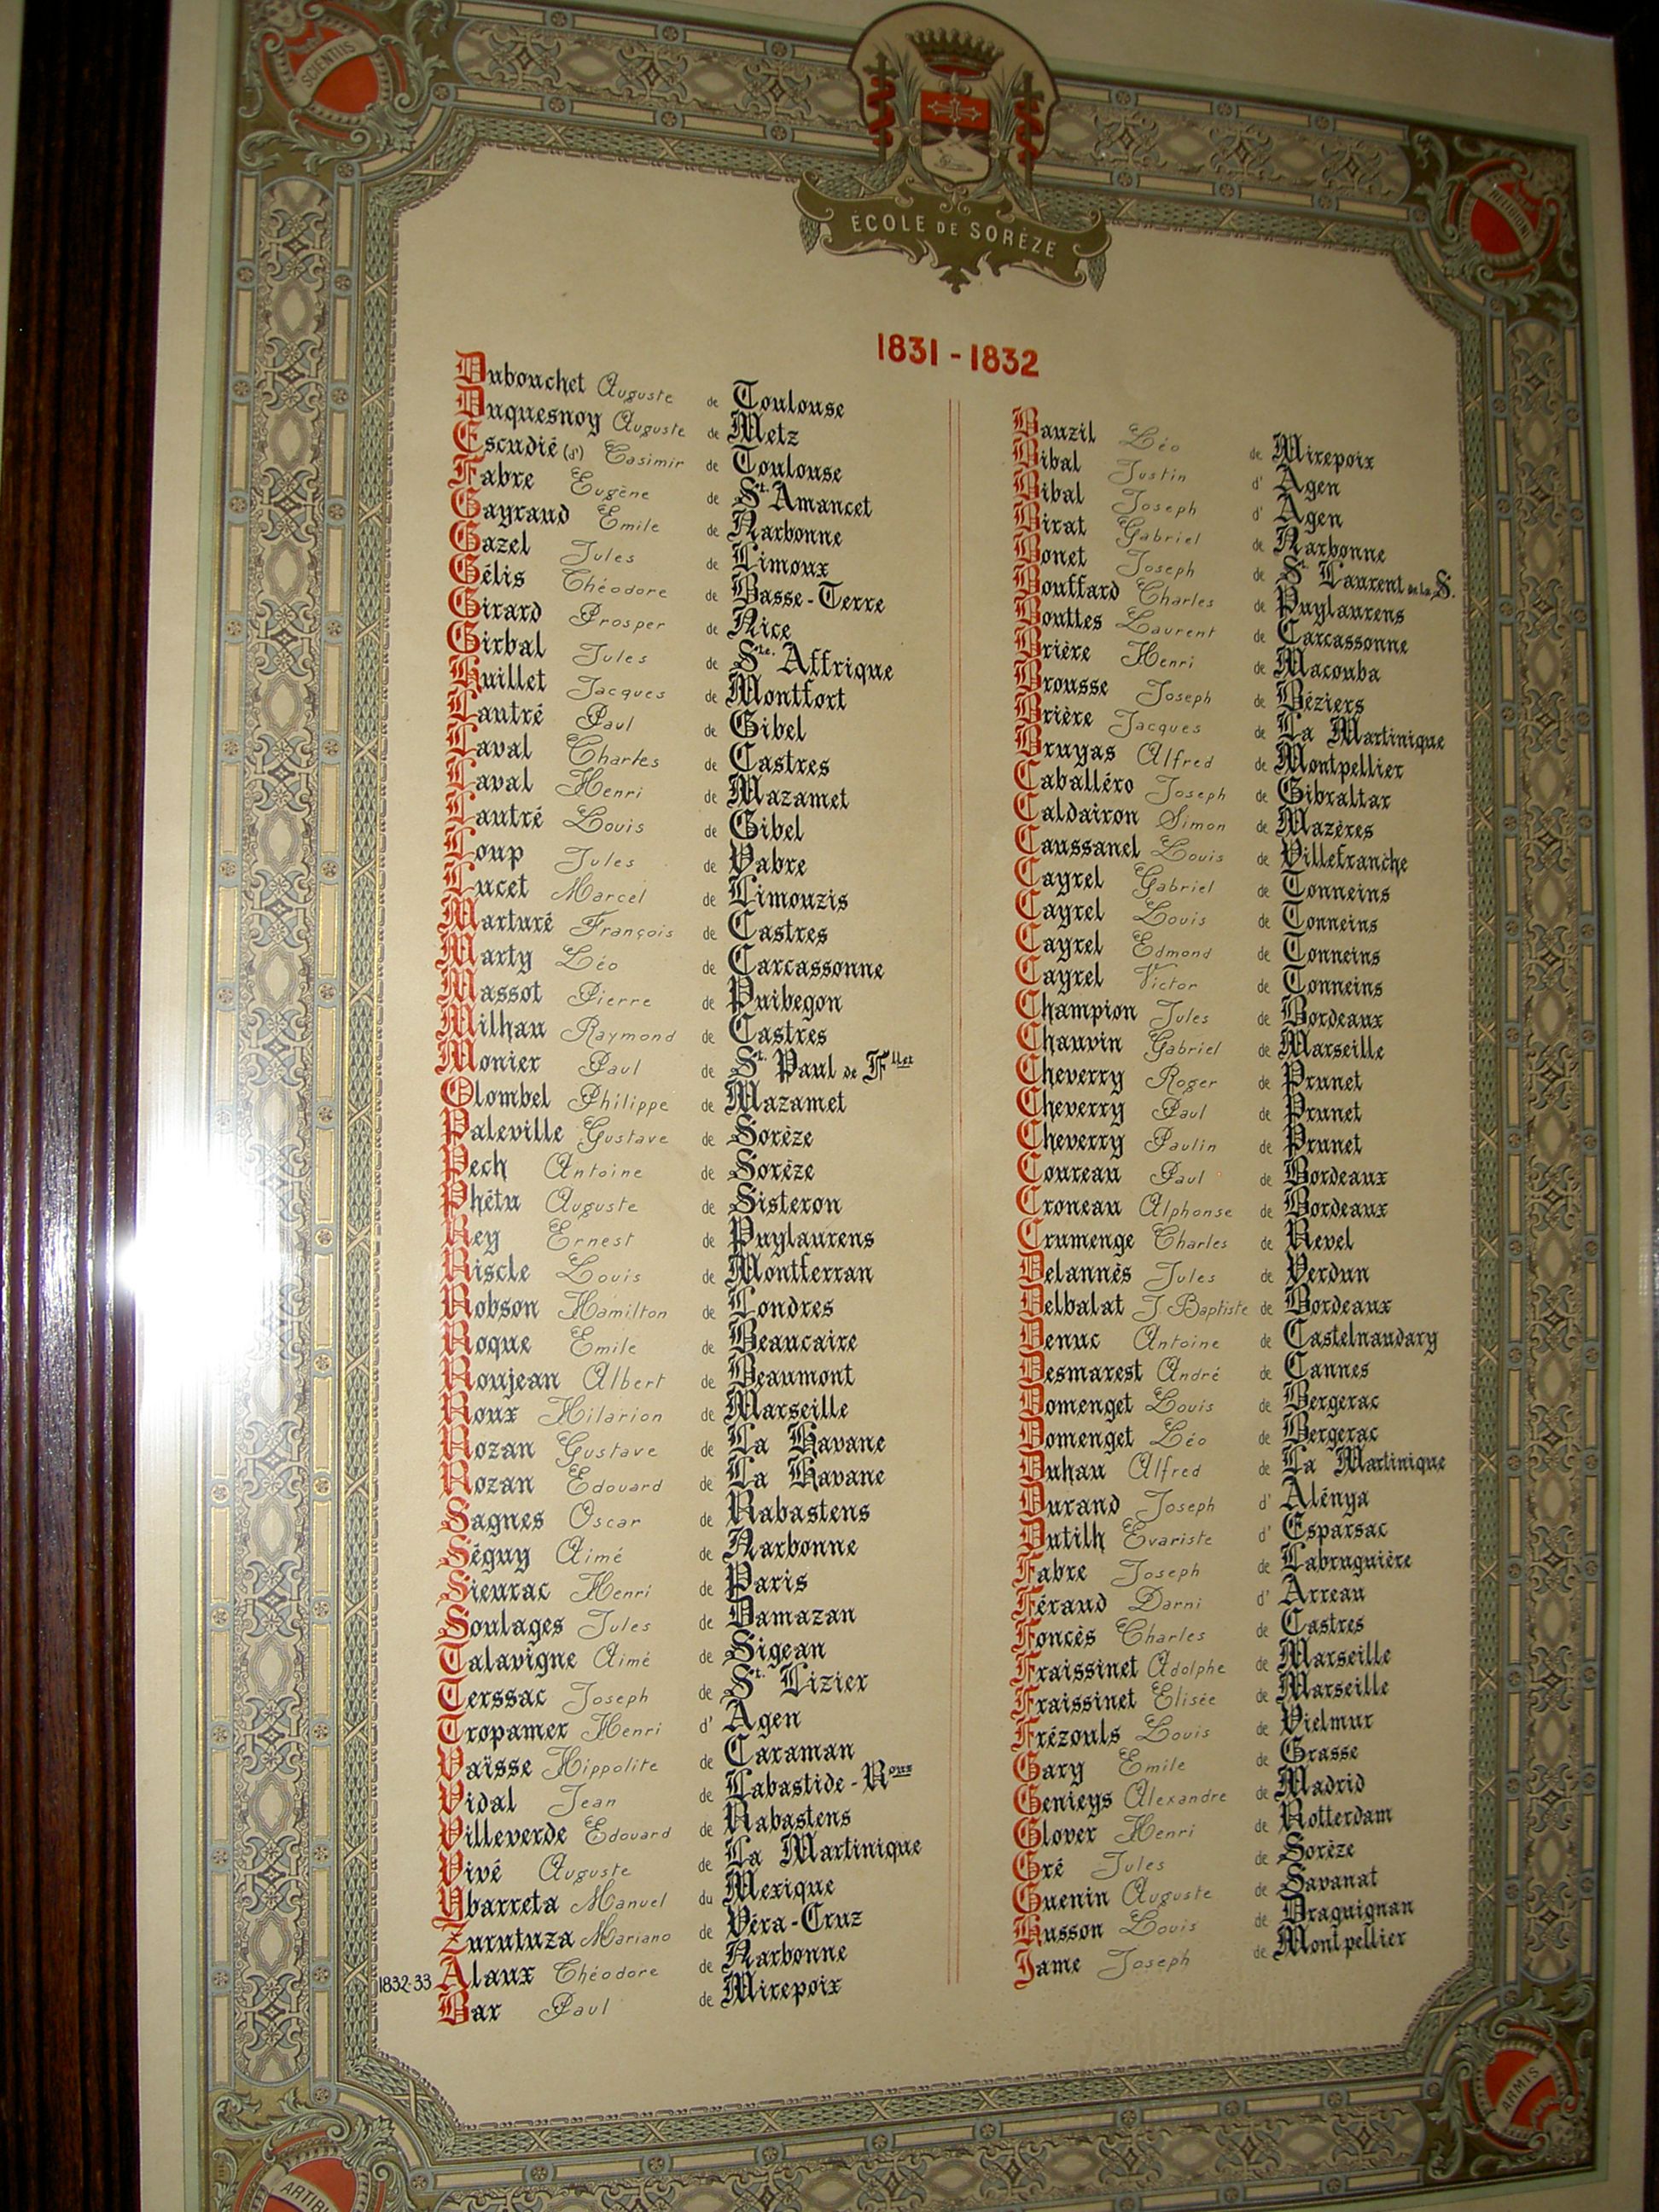 SCIENTIIS
RELIGIONI
ÉCOLE DE SORÈZE
1831 - 1832
Dubouchet Auguste de Toulouse
Duquesnoy Auguste de Metz
Escudié (d') Casimir de Toulouse
Fabre Eugène de St. Amancet
Gayraud Emile de Narbonne
Gazel Jules de Limoux
Gélis Théodore de Basse-Terre
Girard Prosper de Nice
Girbal Jules de Ste. Affrique
Huillet Jacques de Montfort
Lautré Paul de Gibel
Laval Charles de Castres
Laval Henri de Mazamet
Lautré Louis de Gibel
Loup Jules de Vabre
Lucet Marcel de Limouzis
Marturé François de Castres
Marty Léo de Carcassonne
Massot Pierre de Puibegon
Milhau Raymond de Castres
Monier Paul de St. Paul de Fllet
Olombel Philippe de Mazamet
Paleville Gustave de Sorèze
Pech Antoine de Sorèze
Phétu Auguste de Sisteron
Rey Ernest de Puylaurens
Riscle Louis de Montferran
Robson Hamilton de Londres
Roque Emile de Beaucaire
Roujean Albert de Beaumont
Roux Hilarion de Marseille
Rozan Gustave de La Havane
Rozan Edouard de La Havane
Sagnes Oscar de Rabastens
Séguy Aimé de Narbonne
Sieurac Henri de Paris
Soulages Jules de Damazan
Talavigne Aimé de Sigean
Terssac Joseph de St. Lizier
Tropamer Henri d' Agen
Vaïsse Hippolite de Caraman
Vidal Jean de Labastide-Roux
Villeverde Edouard de Rabastens
Vivé Auguste de La Martinique
Ybarreta Manuel du Mexique
Zurutuza Mariano de Véra-Cruz
1832-33 Alaux Théodore de Narbonne
Bar Paul de Mirepoix
Bauzil Léo de Mirepoix
Bibal Justin d' Agen
Bibal Joseph d' Agen
Birat Gabriel de Narbonne
Bonet Joseph de St Laurent de la S.
Bouffard Charles de Puylaurens
Bouttes Laurent de Carcassonne
Brière Henri de Macouba
Brousse Joseph de Béziers
Brière Jacques de La Martinique
Bruyas Alfred de Montpellier
Caballéro Joseph de Gibraltar
Caldairon Simon de Mazères
Caussanel Louis de Villefranche
Cayrel Gabriel de Tonneins
Cayrel Louis de Tonneins
Cayrel Edmond de Tonneins
Cayrel Victor de Tonneins
Champion Jules de Bordeaux
Chauvin Gabriel de Marseille
Cheverry Roger de Prunet
Cheverry Paul de Prunet
Cheverry Paulin de Prunet
Coureau Paul de Bordeaux
Croneau Alphonse de Bordeaux
Crumenge Charles de Revel
Delannès Jules de Verdun
Delbalat J Baptiste de Bordeaux
Denuc Antoine de Castelnaudary
Desmarest André de Cannes
Domenget Louis de Bergerac
Domenget Léo de Bergerac
Duhau Alfred de La Martinique
Durand Joseph d' Alénya
Dutilh Evariste d' Esparsac
Fabre Joseph de Labruguière
Féraud Darni d' Arreau
Foncès Charles de Castres
Fraissinet Adolphe de Marseille
Fraissinet Elisée de Marseille
Frézouls Louis de Vielmur
Gary Emile de Grasse
Genieys Alexandre de Madrid
Glover Henri de Rotterdam
Gré Jules de Sorèze
Guenin Auguste de Savanat
Husson Louis de Draguignan
Jame Joseph de Montpellier
ARMIS